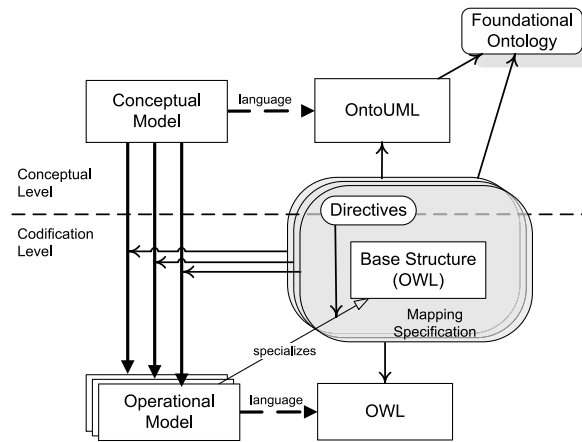 Foundational
Ontology
Conceptual
Model
language
OntoUML
Conceptual
Level
Directives
Codification
Level
Base Structure
(OWL)
Mapping
Specification
specializes
Operational
Model
language
OWL